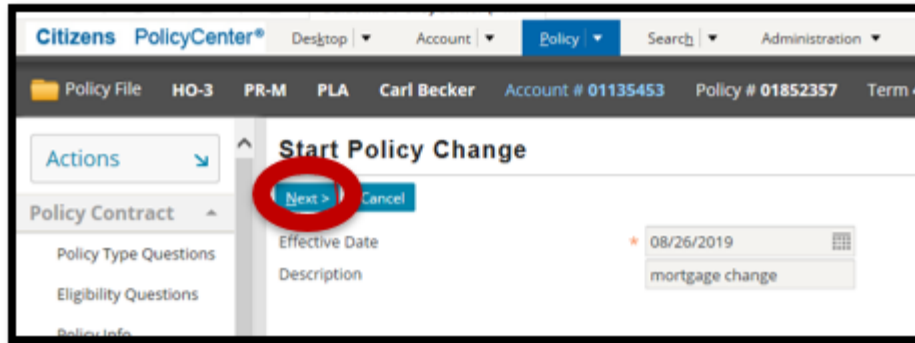 Citizens PolicyCenter® Desktop Account Policy Search Administration
Policy File HO-3 PR-M PLA Carl Becker Account # 01135453 Policy # 01852357 Term
Actions
Start Policy Change
Next > Cancel
Policy Contract
Effective Date * 08/26/2019
Policy Type Questions
Description mortgage change
Eligibility Questions
Policy Info